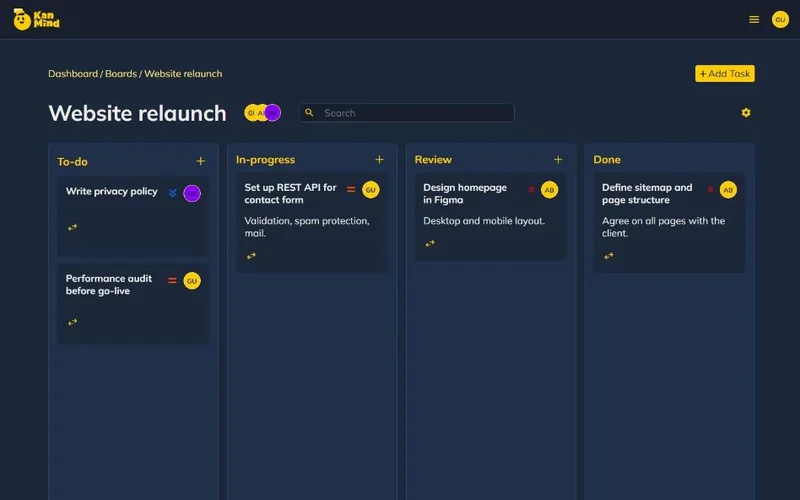 Kan
Mind
GU
Dashboard / Boards / Website relaunch
+ Add Task
Website relaunch
Search
To-do
Write privacy policy
Performance audit
before go-live
GU
In-progress
Set up REST API for
contact form
GU
Validation, spam protection,
mail.
Review
Design homepage
in Figma
AB
Desktop and mobile layout.
Done
Define sitemap and
page structure
AB
Agree on all pages with the
client.